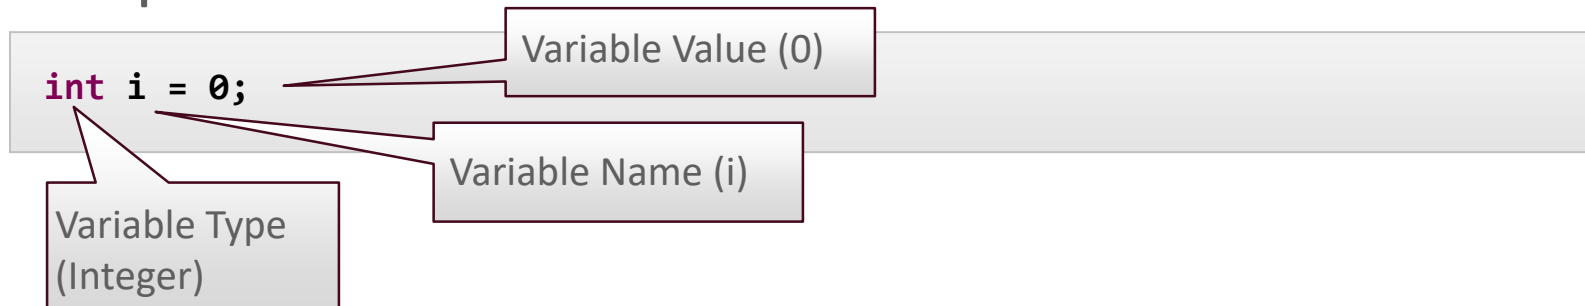 Variable Value (0)
int i = 0;
Variable Name (i)
Variable Type
(Integer)